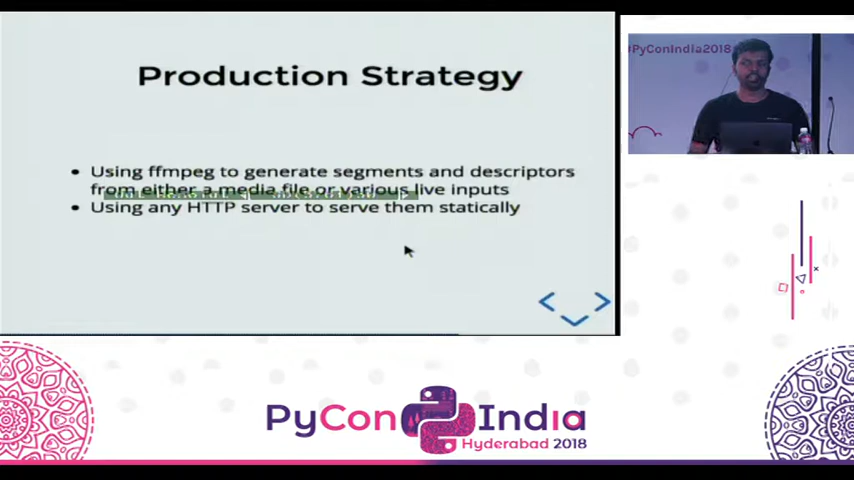 Production Strategy
#PyConIndia2018
• Using ffmpeg to generate segments and descriptors
from either a media file or various live inputs
• Using any HTTP server to serve them statically
PyCon India
Hyderabad 2018